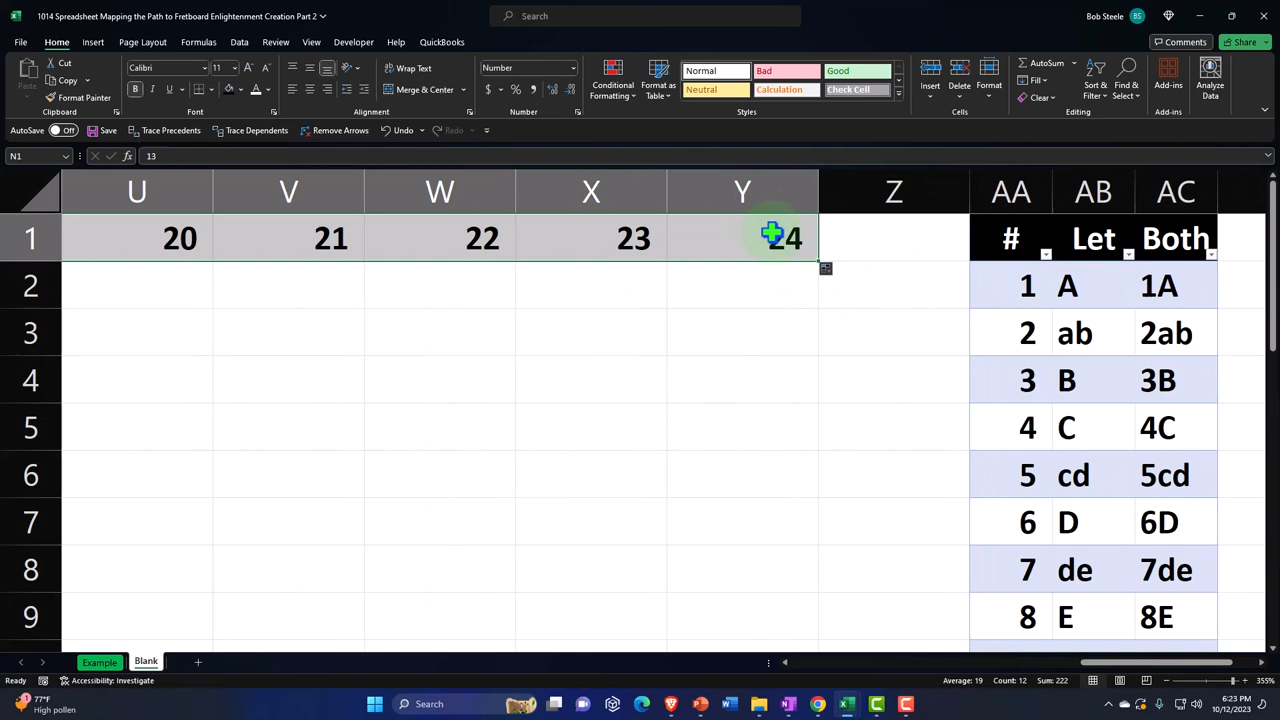 1014 Spreadsheet Mapping the Path to Fretboard Enlightenment Creation Part 2
Search
Bob Steele
BS
File Home Insert Page Layout Formulas Data Review View Developer Automate Help QuickBooks
Comments
Share
Paste
Cut
Copy
Format Painter
Clipboard
Calibri
11
Font
Wrap Text
Merge & Center
Alignment
Number
Number
Conditional Formatting
Format as Table
Normal Bad Good
Neutral Calculation Check Cell
Styles
Insert Delete Format
Cells
AutoSum
Fill
Clear
Sort & Filter
Find & Select
Editing
Add-ins
Add-ins
Analyze Data
AutoSave Off Save Trace Precedents Trace Dependents Remove Arrows Undo Redo
N1
fx 13
U V W X Y Z AA AB AC
1 20 21 22 23 24 # Let Both
2 1 A 1A
3 2 ab 2ab
4 3 B 3B
5 4 C 4C
6 5 cd 5cd
7 6 D 6D
8 7 de 7de
9 8 E 8E
Example Blank
Ready Accessibility: Investigate Average: 19 Count: 12 Sum: 222 355%
77°F
High pollen
Search
6:23 PM
10/12/2023